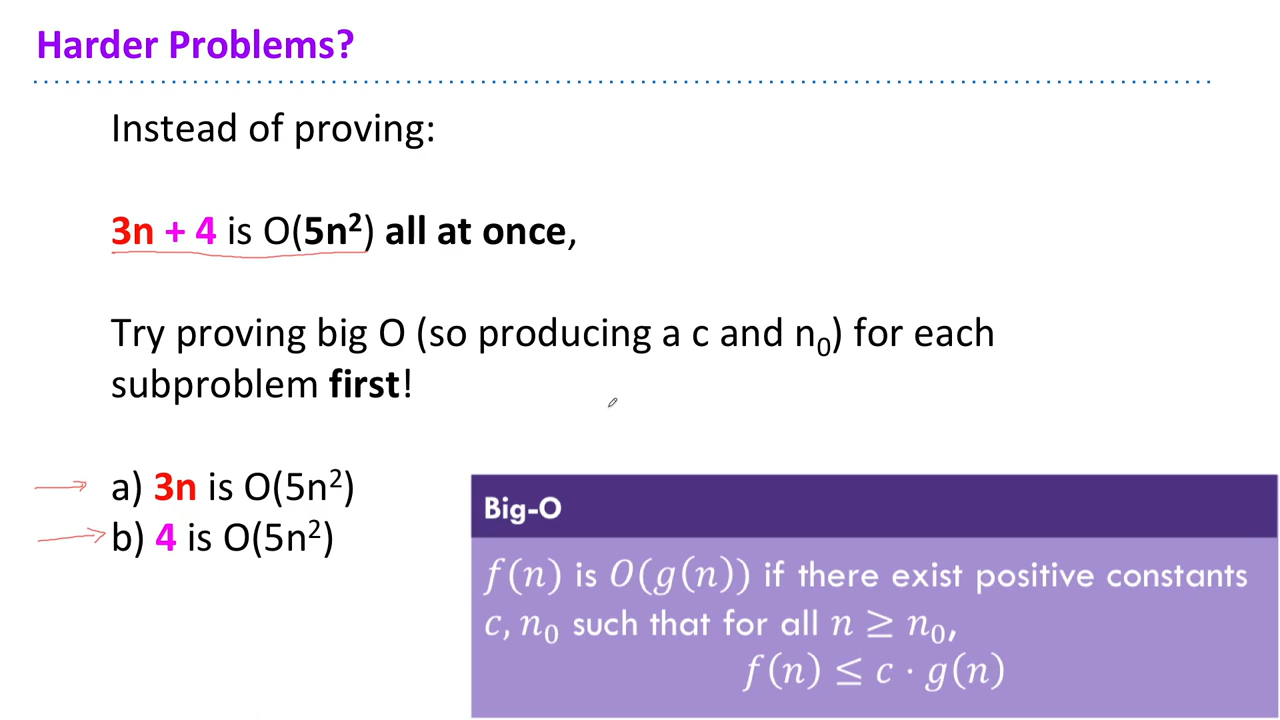 Harder Problems?
Instead of proving:
3n + 4 is O(5n²) all at once,
Try proving big O (so producing a c and n₀) for each
subproblem first!
a) 3n is O(5n²)
b) 4 is O(5n²)
Big-O
f(n) is O(g(n)) if there exist positive constants
c, n₀ such that for all n ≥ n₀,
f(n) ≤ c · g(n)